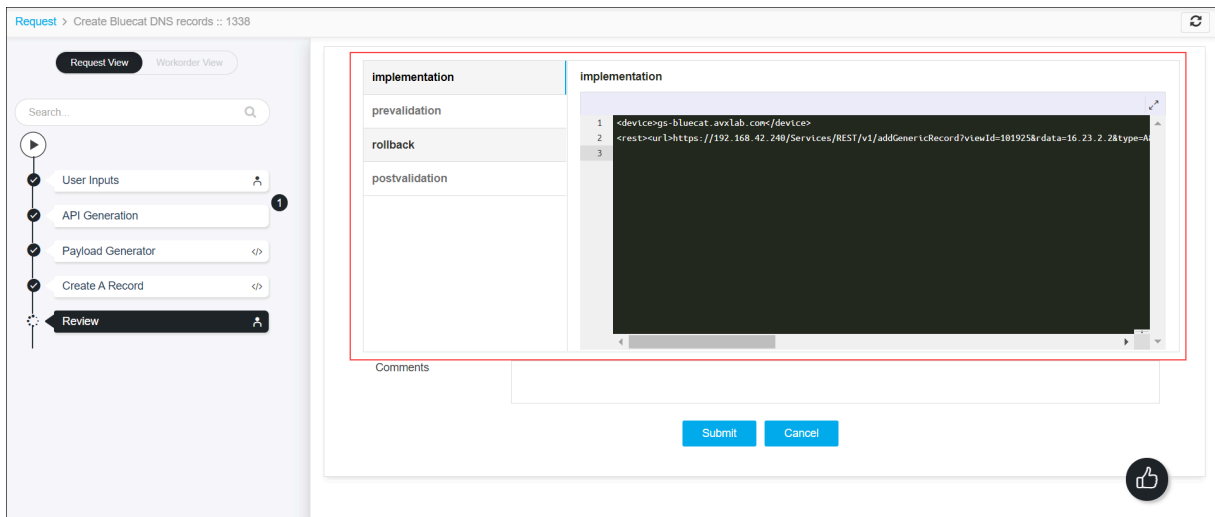 Request > Create Bluecat DNS records :: 1338
Request View Workorder View
Search...
User Inputs
1
API Generation
Payload Generator </>
Create A Record </>
Review
implementation
prevalidation
rollback
postvalidation
implementation
1 <device>gs-bluecat.avxlab.com</device>
2 <rest><url>https://192.168.42.240/Services/REST/v1/addGenericRecord?viewId=101925&rdata=16.23.2.2&type=A&
3
Comments
Submit Cancel